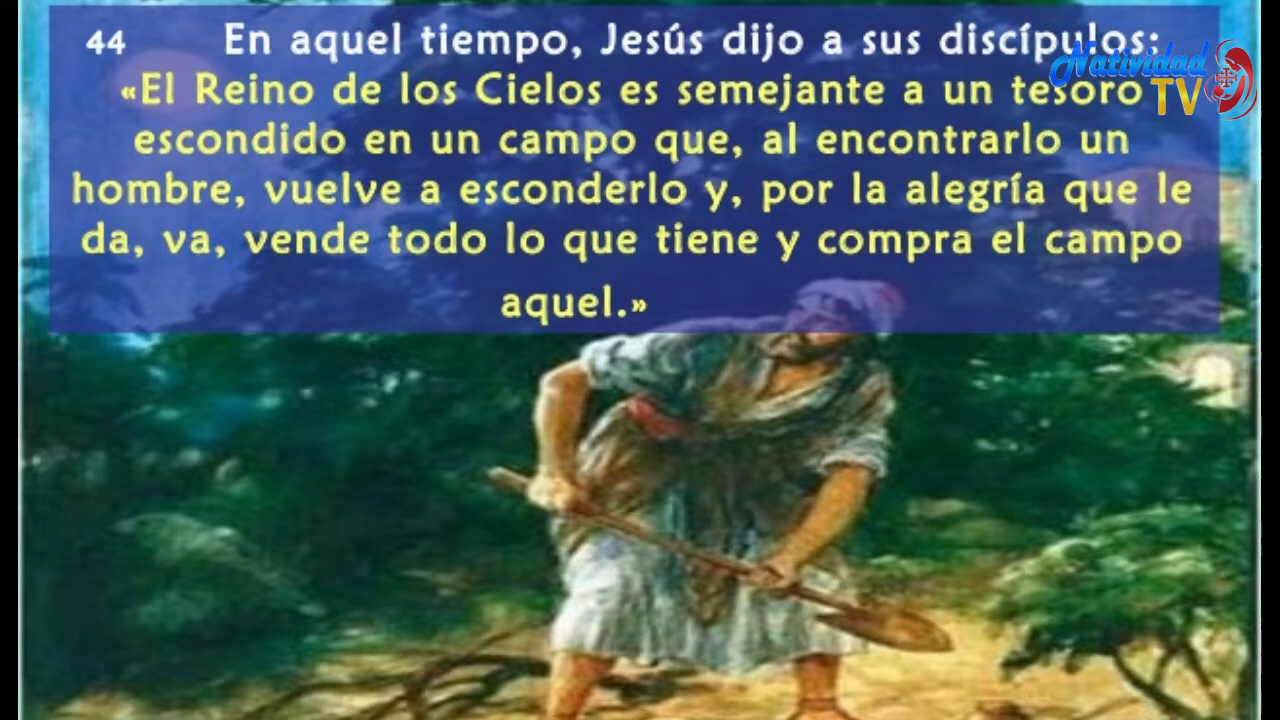 44 En aquel tiempo, Jesús dijo a sus discípulos:
«El Reino de los Cielos es semejante a un tesoro
escondido en un campo que, al encontrarlo un
hombre, vuelve a esconderlo y, por la alegría que le
da, va, vende todo lo que tiene y compra el campo
aquel.»
Natividad
TV